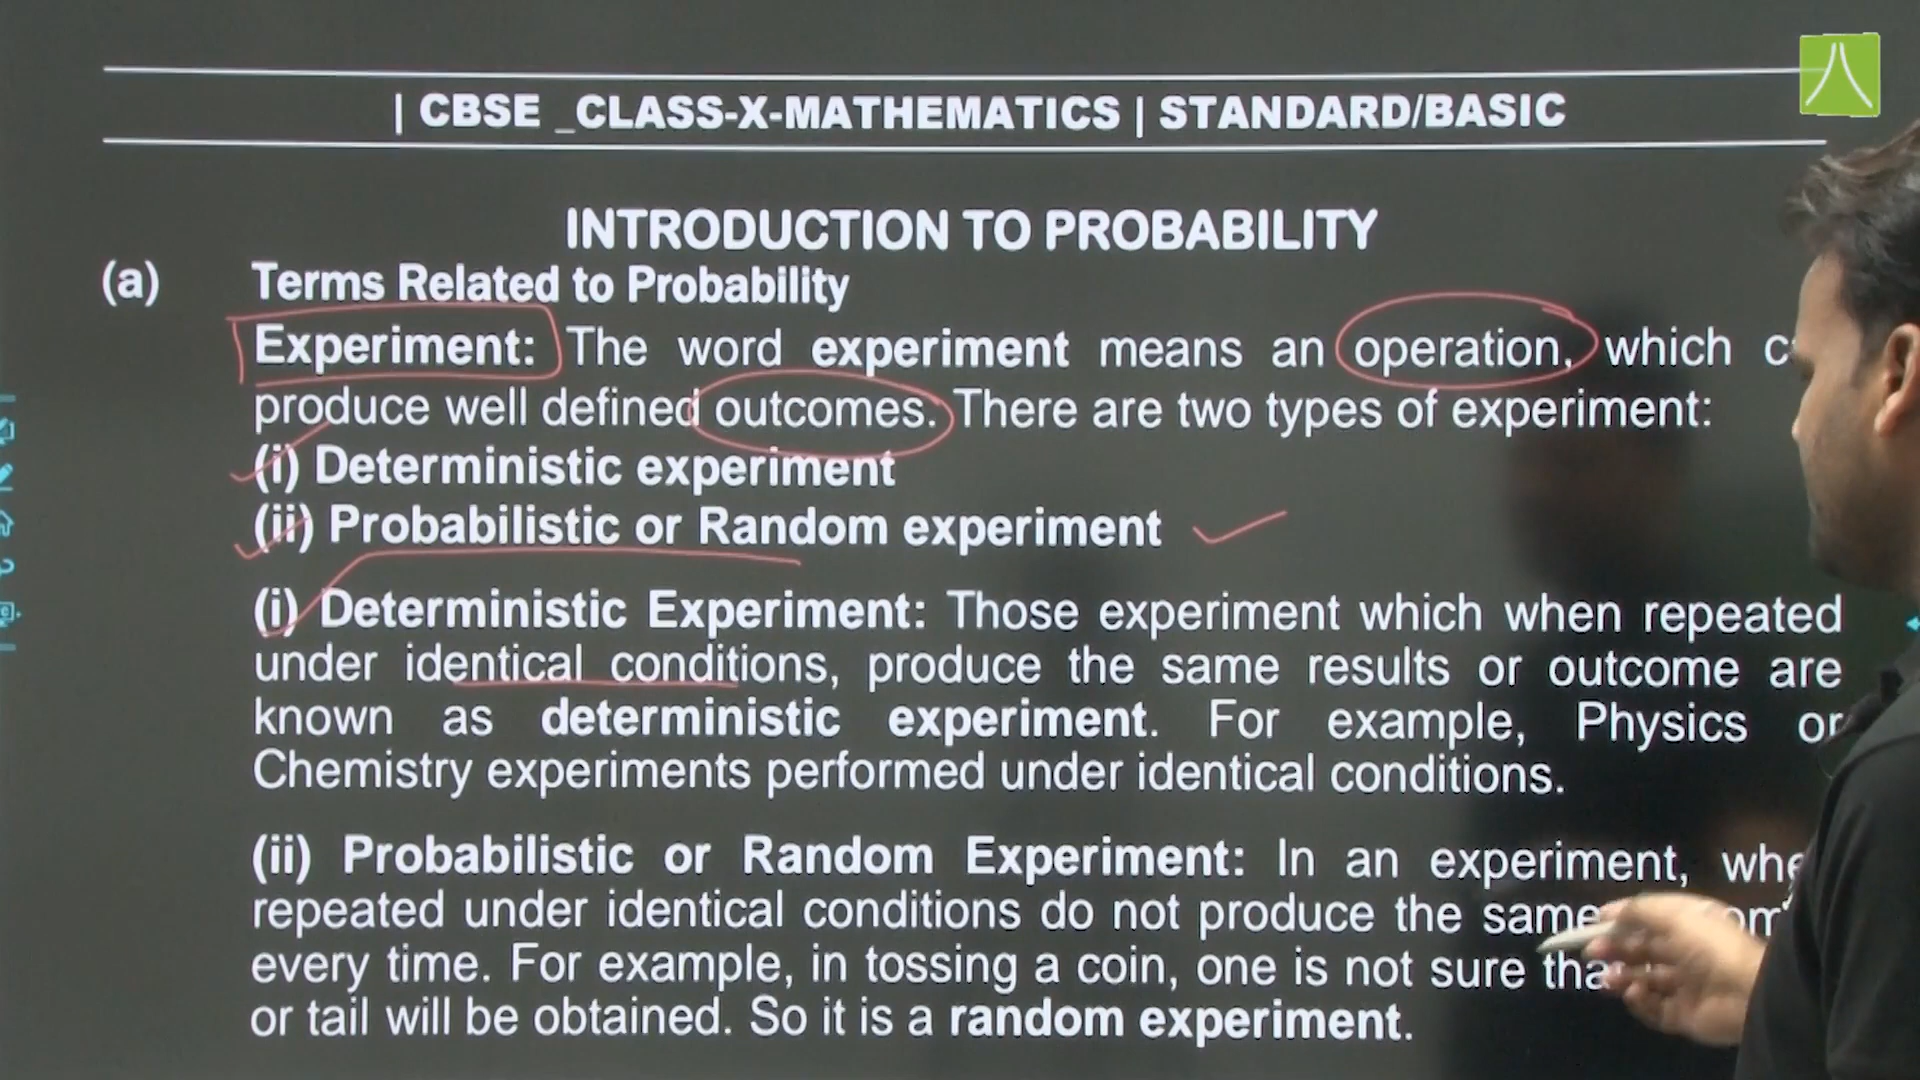 | CBSE _CLASS-X-MATHEMATICS | STANDARD/BASIC
INTRODUCTION TO PROBABILITY
(a) Terms Related to Probability
Experiment: The word experiment means an operation, which
produce well defined outcomes. There are two types of experiment:
(i) Deterministic experiment
(ii) Probabilistic or Random experiment
(i) Deterministic Experiment: Those experiment which when repeated
under identical conditions, produce the same results or outcome are
known as deterministic experiment. For example, Physics or
Chemistry experiments performed under identical conditions.
(ii) Probabilistic or Random Experiment: In an experiment,
repeated under identical conditions do not produce the same
every time. For example, in tossing a coin, one is not sure
or tail will be obtained. So it is a random experiment.